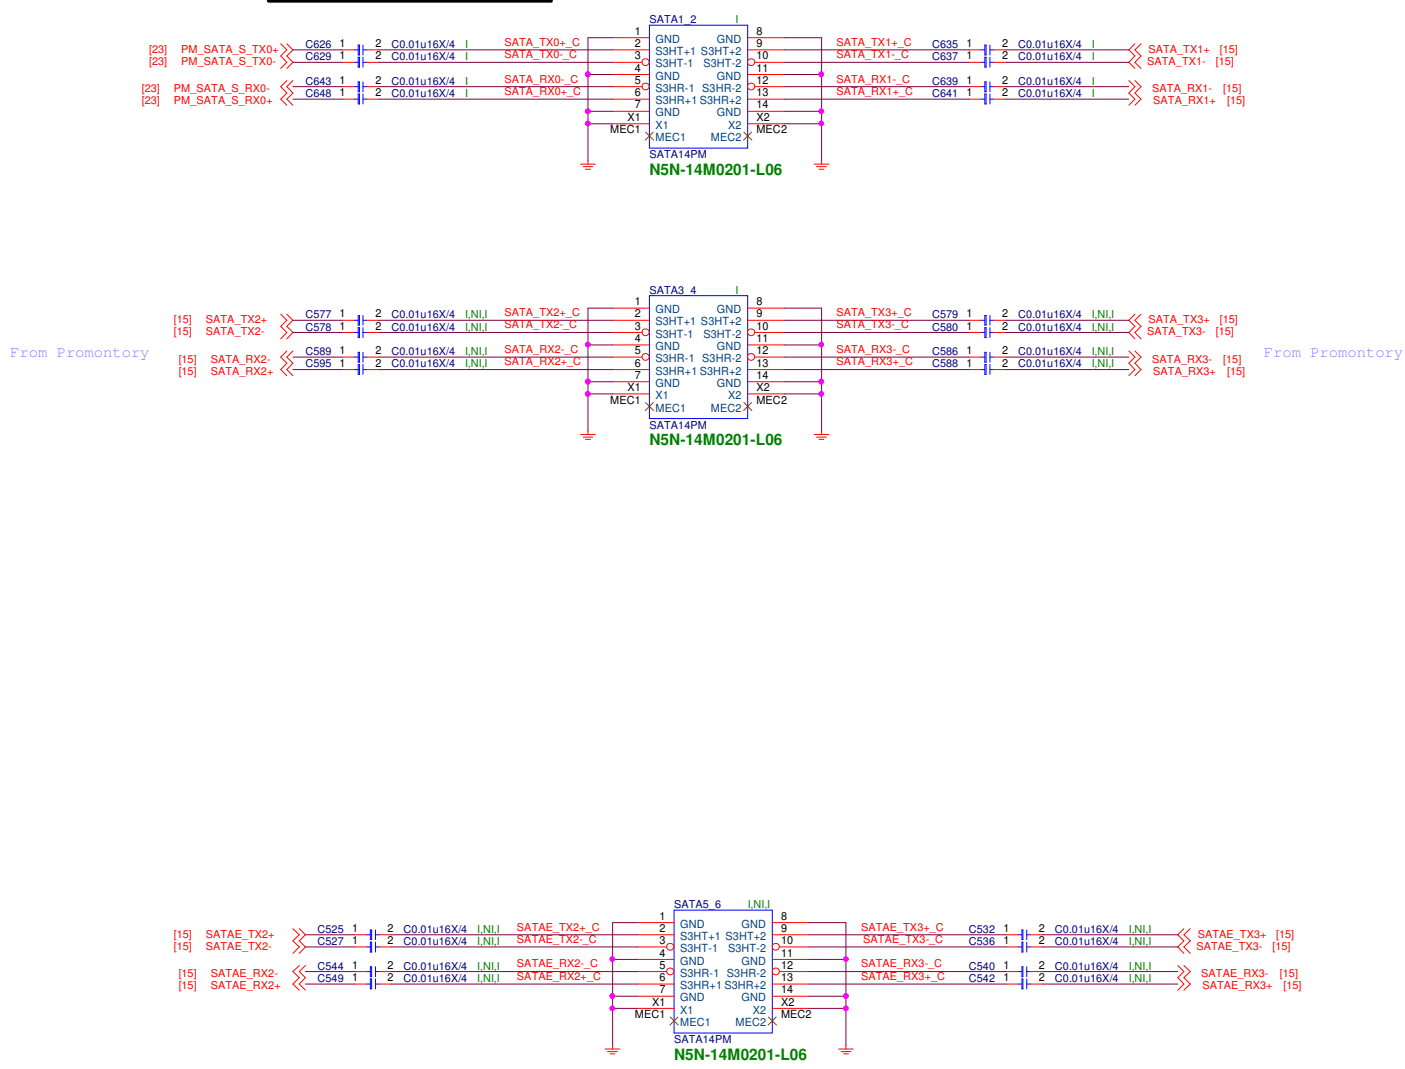 SATA1_2 I
1 8
[23] PM_SATA_S_TX0+ C626 1 2 C0.01u16X/4 I SATA_TX0+_C 2 GND GND 9 SATA_TX1+_C C635 1 2 C0.01u16X/4 I SATA_TX1+ [15]
[23] PM_SATA_S_TX0- C629 1 2 C0.01u16X/4 I SATA_TX0-_C 3 S3HT+1 S3HT+2 10 SATA_TX1-_C C637 1 2 C0.01u16X/4 I SATA_TX1- [15]
S3HT-1 S3HT-2
4 GND GND 11
[23] PM_SATA_S_RX0- C643 1 2 C0.01u16X/4 I SATA_RX0-_C 5 S3HR-1 S3HR-2 12 SATA_RX1-_C C639 1 2 C0.01u16X/4 I SATA_RX1- [15]
[23] PM_SATA_S_RX0+ C648 1 2 C0.01u16X/4 I SATA_RX0+_C 6 S3HR+1 S3HR+2 13 SATA_RX1+_C C641 1 2 C0.01u16X/4 I SATA_RX1+ [15]
7 GND GND 14
X1 X1 X2 X2
MEC1 MEC1 MEC2 MEC2
SATA14PM
N5N-14M0201-L06
SATA3_4 I
1 8
[15] SATA_TX2+ C577 1 2 C0.01u16X/4 I,NI,I SATA_TX2+_C 2 GND GND 9 SATA_TX3+_C C579 1 2 C0.01u16X/4 I,NI,I SATA_TX3+ [15]
[15] SATA_TX2- C578 1 2 C0.01u16X/4 I,NI,I SATA_TX2-_C 3 S3HT+1 S3HT+2 10 SATA_TX3-_C C580 1 2 C0.01u16X/4 I,NI,I SATA_TX3- [15]
S3HT-1 S3HT-2
4 GND GND 11
From Promontory [15] SATA_RX2- C589 1 2 C0.01u16X/4 I,NI,I SATA_RX2-_C 5 S3HR-1 S3HR-2 12 SATA_RX3-_C C586 1 2 C0.01u16X/4 I,NI,I SATA_RX3- [15] From Promontory
[15] SATA_RX2+ C595 1 2 C0.01u16X/4 I,NI,I SATA_RX2+_C 6 S3HR+1 S3HR+2 13 SATA_RX3+_C C588 1 2 C0.01u16X/4 I,NI,I SATA_RX3+ [15]
7 GND GND 14
X1 X1 X2 X2
MEC1 MEC1 MEC2 MEC2
SATA14PM
N5N-14M0201-L06
SATA5_6 I,NI,I
1 8
[15] SATAE_TX2+ C525 1 2 C0.01u16X/4 I,NI,I SATAE_TX2+_C 2 GND GND 9 SATAE_TX3+_C C532 1 2 C0.01u16X/4 I,NI,I SATAE_TX3+ [15]
[15] SATAE_TX2- C527 1 2 C0.01u16X/4 I,NI,I SATAE_TX2-_C 3 S3HT+1 S3HT+2 10 SATAE_TX3-_C C536 1 2 C0.01u16X/4 I,NI,I SATAE_TX3- [15]
S3HT-1 S3HT-2
4 GND GND 11
[15] SATAE_RX2- C544 1 2 C0.01u16X/4 I,NI,I SATAE_RX2-_C 5 S3HR-1 S3HR-2 12 SATAE_RX3-_C C540 1 2 C0.01u16X/4 I,NI,I SATAE_RX3- [15]
[15] SATAE_RX2+ C549 1 2 C0.01u16X/4 I,NI,I SATAE_RX2+_C 6 S3HR+1 S3HR+2 13 SATAE_RX3+_C C542 1 2 C0.01u16X/4 I,NI,I SATAE_RX3+ [15]
7 GND GND 14
X1 X1 X2 X2
MEC1 MEC1 MEC2 MEC2
SATA14PM
N5N-14M0201-L06